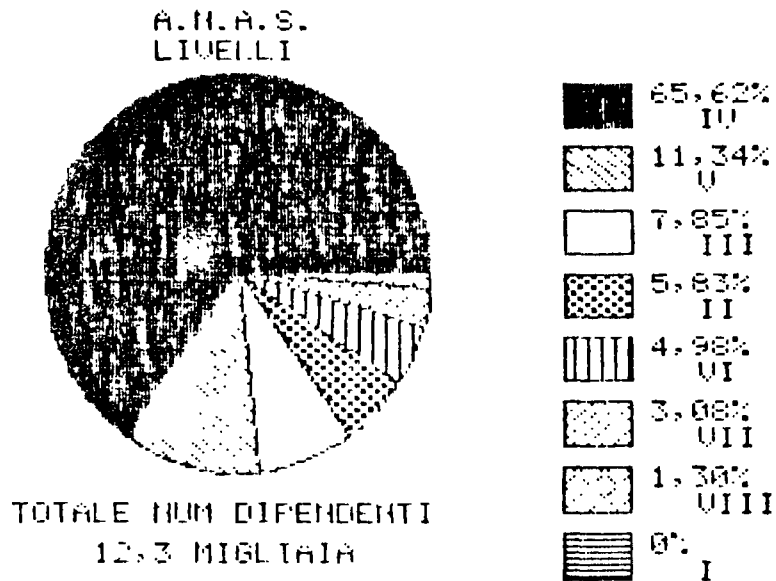 A.N.A.S.
LIVELLI
65,62%
IV
11,34%
V
7,85%
III
5,83%
II
4,98%
VI
3,08%
VII
1,30%
VIII
0%
I
TOTALE NUM DIPENDENTI
12,3 MIGLIAIA